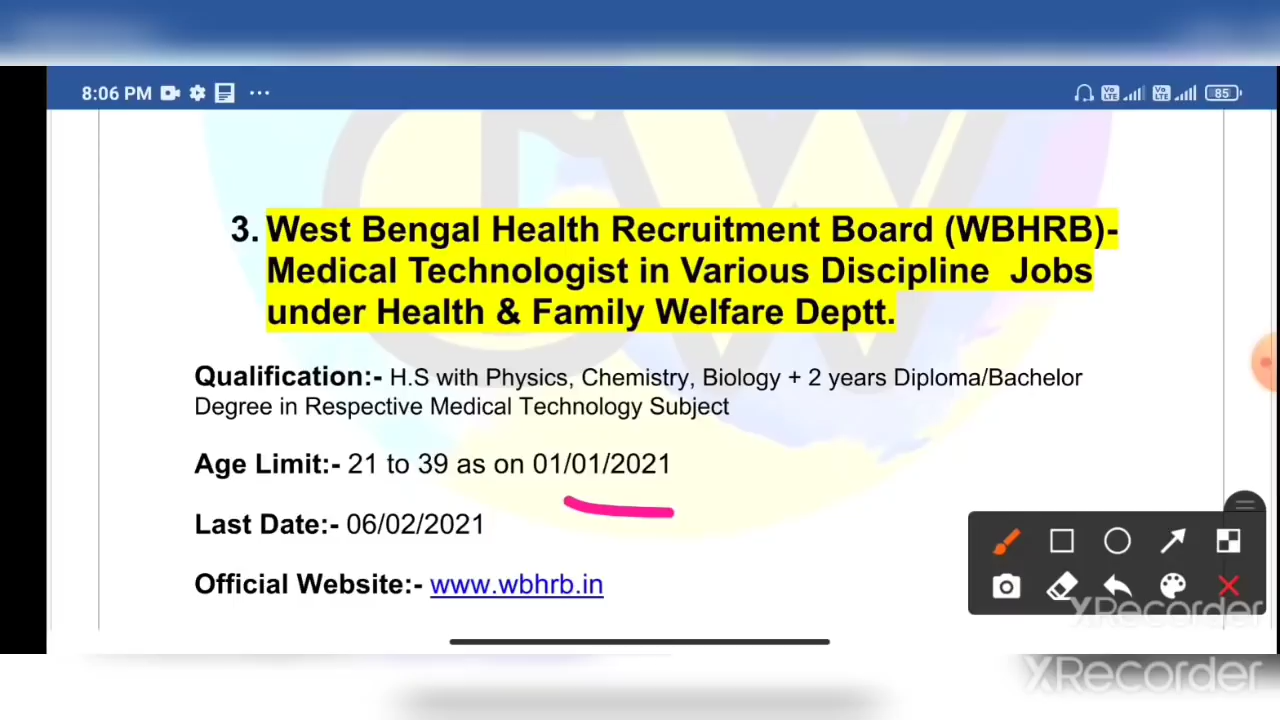 8:06 PM
85
3. West Bengal Health Recruitment Board (WBHRB)-
Medical Technologist in Various Discipline Jobs
under Health & Family Welfare Deptt.
Qualification:- H.S with Physics, Chemistry, Biology + 2 years Diploma/Bachelor
Degree in Respective Medical Technology Subject
Age Limit:- 21 to 39 as on 01/01/2021
Last Date:- 06/02/2021
Official Website:- www.wbhrb.in
XRecorder
XRecorder